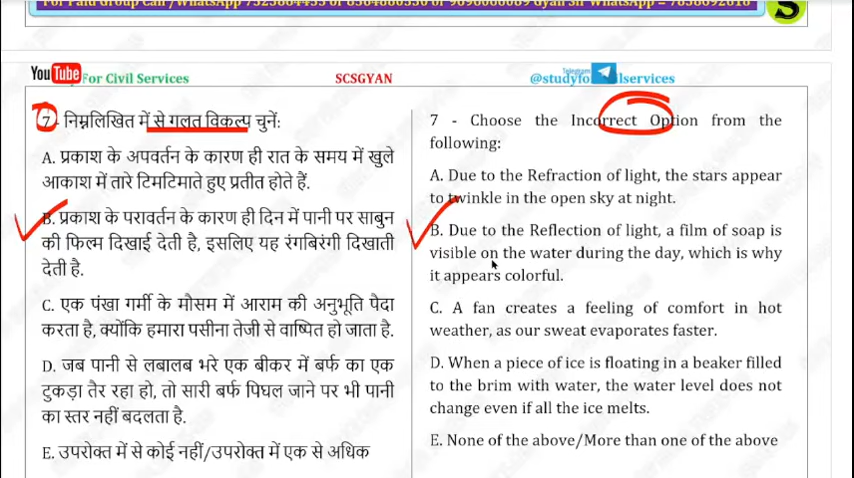 For Paid Group Call /WhatsApp
YouTube For Civil Services
SCSGYAN
Telegram
@studyfo lservices
7 - निम्नलिखित में से गलत विकल्प चुनें:
A. प्रकाश के अपवर्तन के कारण ही रात के समय में खुले
आकाश में तारे टिमटिमाते हुए प्रतीत होते हैं.
B. प्रकाश के परावर्तन के कारण ही दिन में पानी पर साबुन
की फिल्म दिखाई देती है, इसलिए यह रंगबिरंगी दिखाती
देती है.
C. एक पंखा गर्मी के मौसम में आराम की अनुभूति पैदा
करता है, क्योंकि हमारा पसीना तेजी से वाष्पित हो जाता है.
D. जब पानी से लबालब भरे एक बीकर में बर्फ का एक
टुकड़ा तैर रहा हो, तो सारी बर्फ पिघल जाने पर भी पानी
का स्तर नहीं बदलता है.
E. उपरोक्त में से कोई नहीं/उपरोक्त में एक से अधिक
7 - Choose the Incorrect Option from the
following:
A. Due to the Refraction of light, the stars appear
to twinkle in the open sky at night.
B. Due to the Reflection of light, a film of soap is
visible on the water during the day, which is why
it appears colorful.
C. A fan creates a feeling of comfort in hot
weather, as our sweat evaporates faster.
D. When a piece of ice is floating in a beaker filled
to the brim with water, the water level does not
change even if all the ice melts.
E. None of the above/More than one of the above